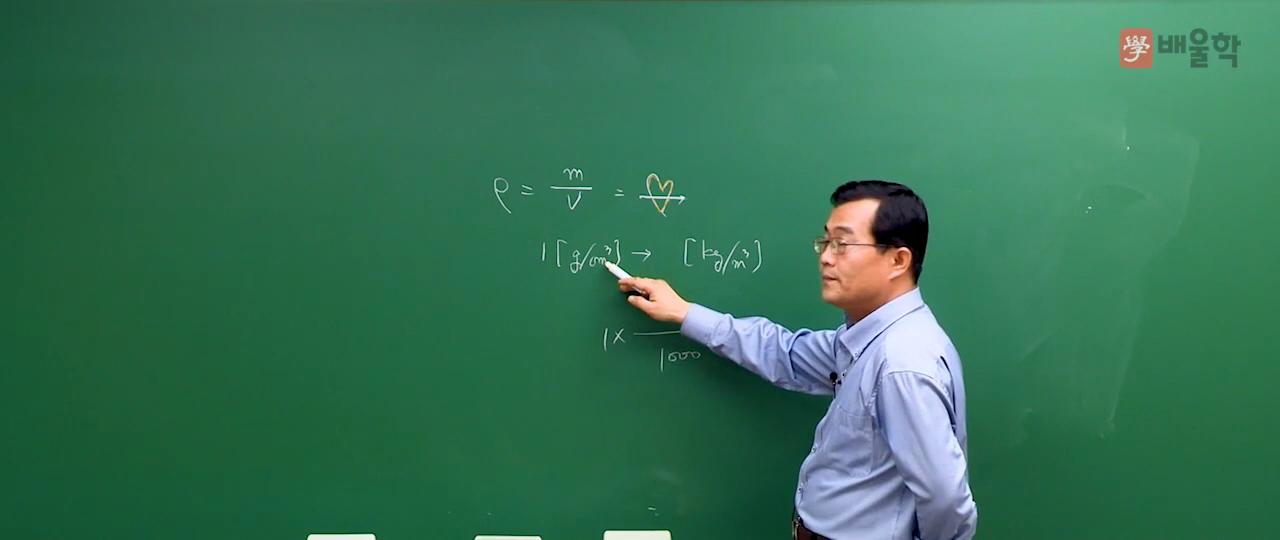 學 배울학
ρ = m/V = ♡
1 [g/cm³] → [kg/m³]
1 × ―/1000